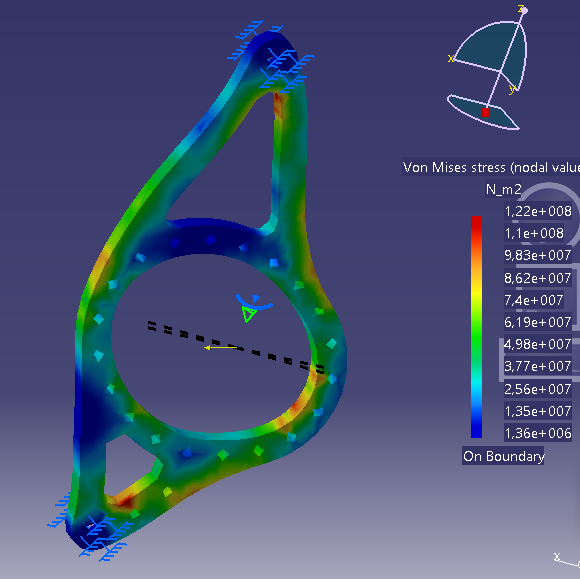 z
x
y
Von Mises stress (nodal value
N_m2
1,22e+008
1,1e+008
9,83e+007
8,62e+007
7,4e+007
6,19e+007
4,98e+007
3,77e+007
2,56e+007
1,35e+007
1,36e+006
On Boundary
x